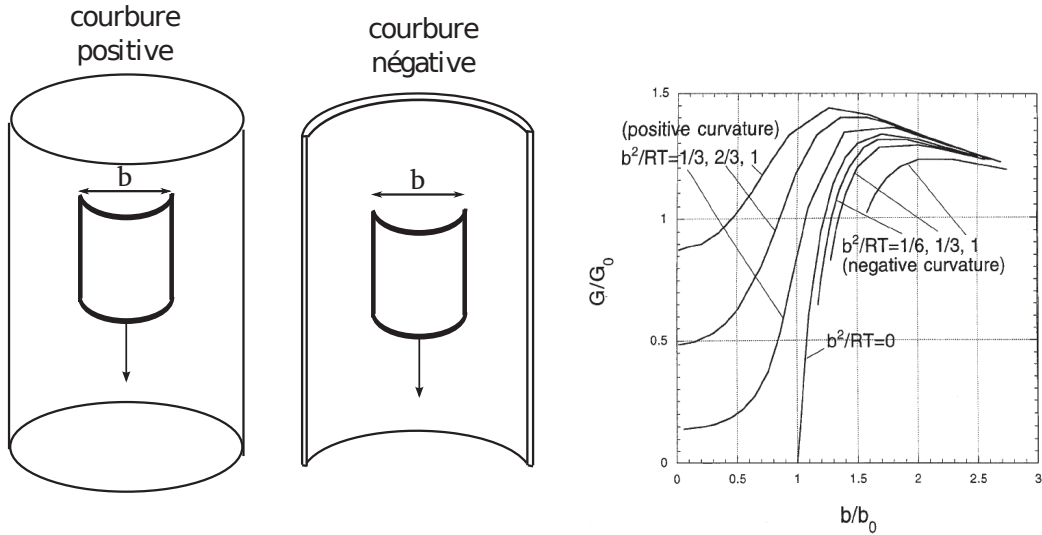 courbure
positive
b
courbure
négative
b
1.5
1
0.5
0
G/G₀
(positive curvature)
b²/RT=1/3, 2/3, 1
b²/RT=1/6, 1/3, 1
(negative curvature)
b²/RT=0
0 0.5 1 1.5 2 2.5 3
b/b₀